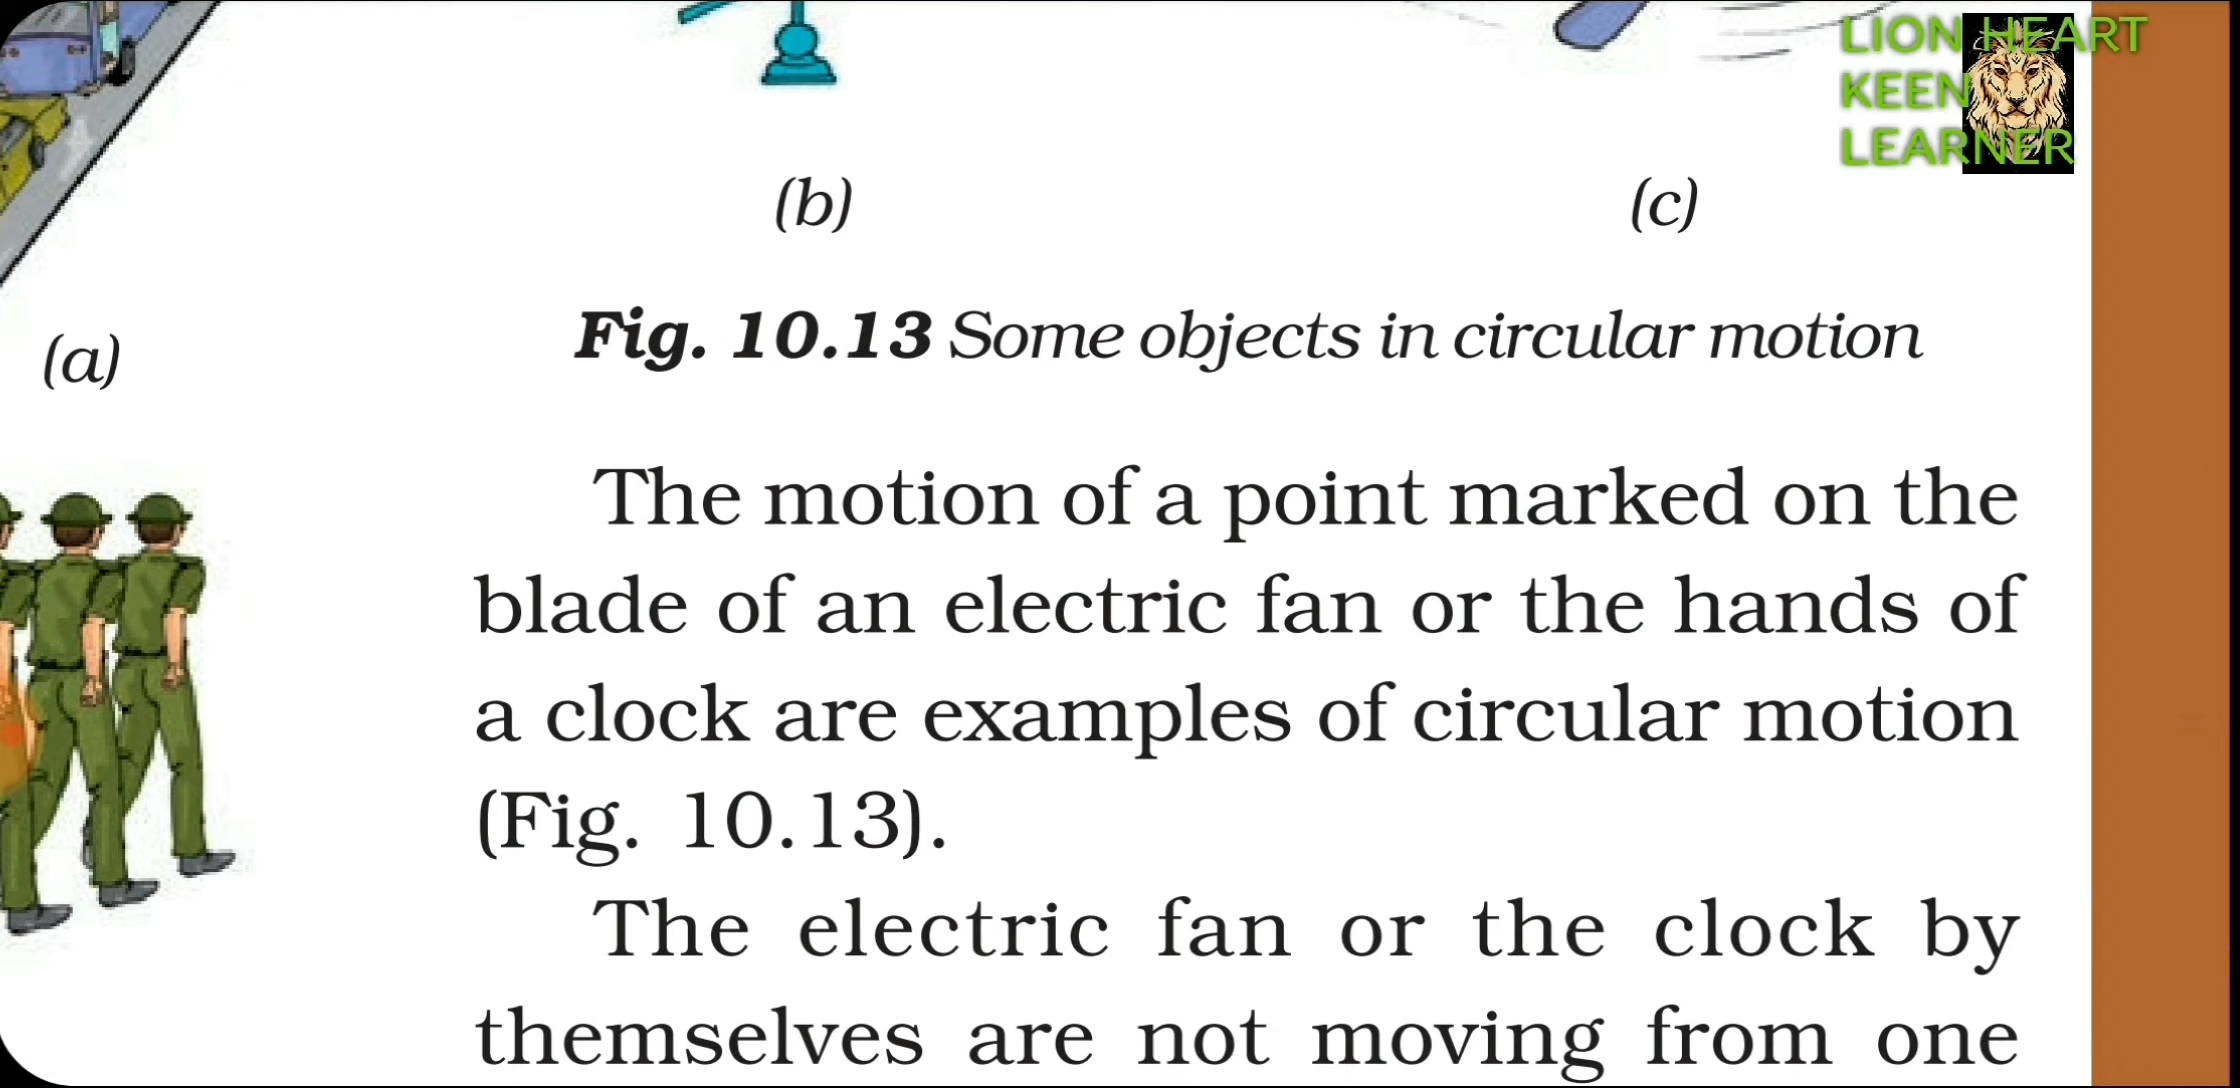 LION HEART
KEEN
LEARNER
(b)
(c)
Fig. 10.13 Some objects in circular motion
(a)
The motion of a point marked on the
blade of an electric fan or the hands of
a clock are examples of circular motion
(Fig. 10.13).
The electric fan or the clock by
themselves are not moving from one